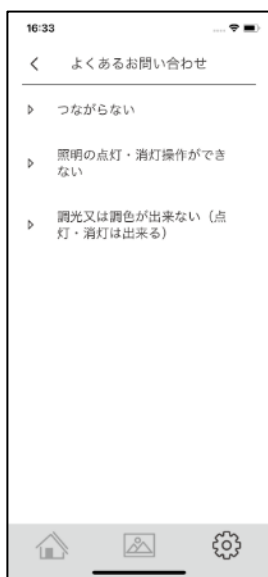 16:33
よくあるお問い合わせ
つながらない
照明の点灯・消灯操作ができ
ない
調光又は調色が出来ない（点
灯・消灯は出来る）